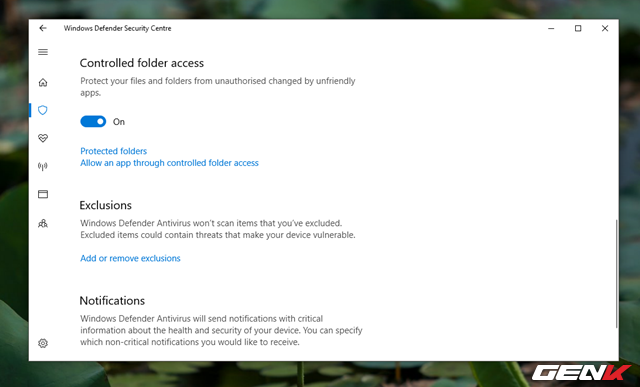 Windows Defender Security Centre
Controlled folder access
Protect your files and folders from unauthorised changed by unfriendly
apps.
On
Protected folders
Allow an app through controlled folder access
Exclusions
Windows Defender Antivirus won't scan items that you've excluded.
Excluded items could contain threats that make your device vulnerable.
Add or remove exclusions
Notifications
Windows Defender Antivirus will send notifications with critical
information about the health and security of your device. You can specify
which non-critical notifications you would like to receive.
GENK